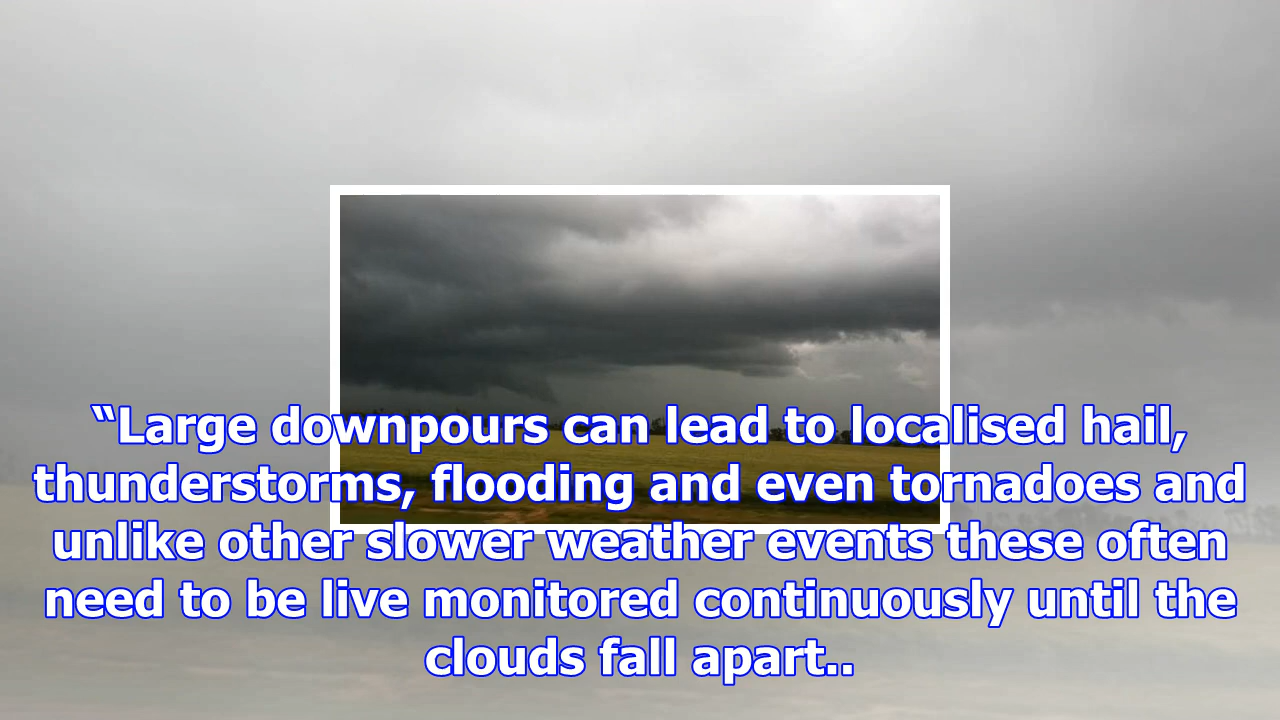 “Large downpours can lead to localised hail,
thunderstorms, flooding and even tornadoes and
unlike other slower weather events these often
need to be live monitored continuously until the
clouds fall apart..